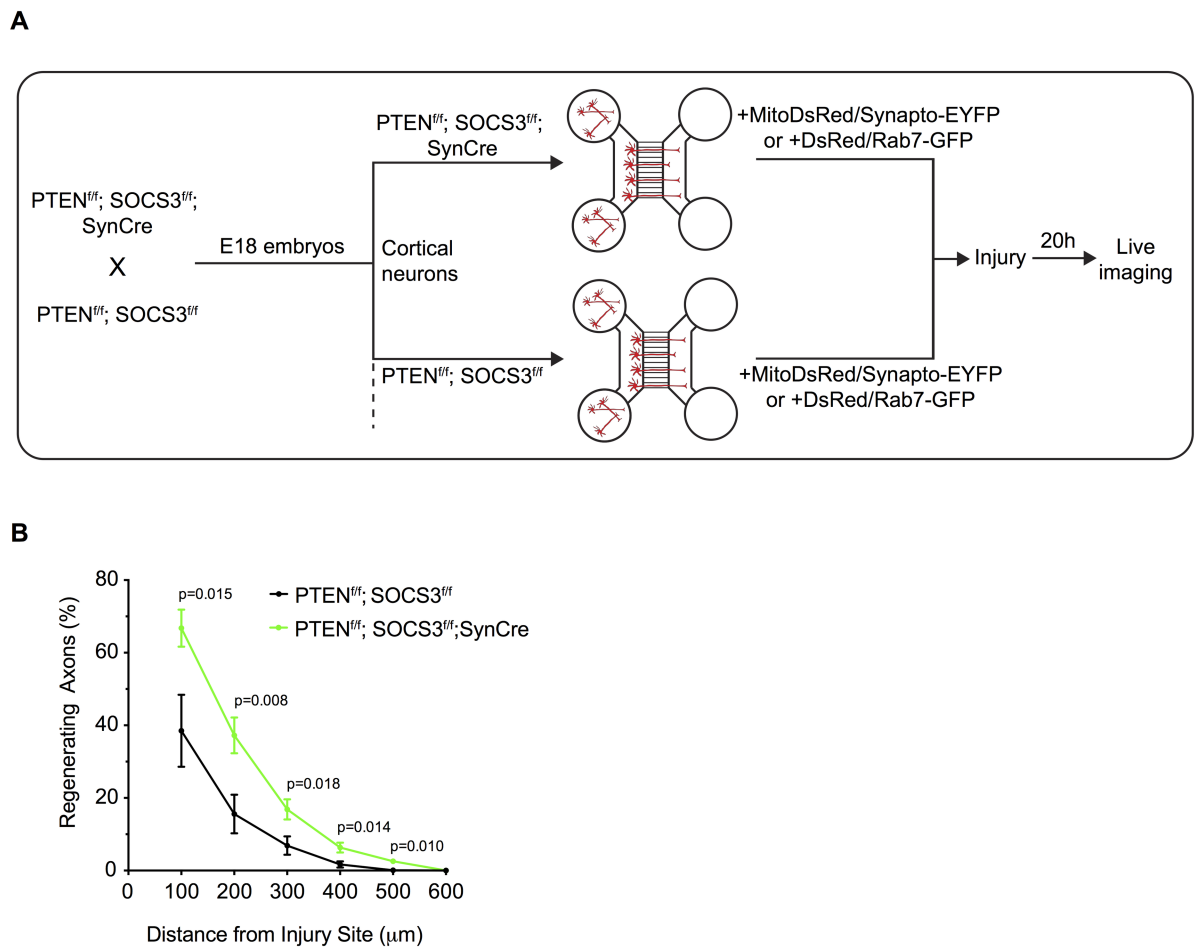 A
PTENf/f; SOCS3f/f;
SynCre
X
PTENf/f; SOCS3f/f
E18 embryos
Cortical
neurons
PTENf/f; SOCS3f/f;
SynCre
PTENf/f; SOCS3f/f
+MitoDsRed/Synapto-EYFP
or +DsRed/Rab7-GFP
+MitoDsRed/Synapto-EYFP
or +DsRed/Rab7-GFP
Injury
20h
Live
imaging
B
Regenerating Axons (%)
80
60
40
20
0
p=0.015
p=0.008
p=0.018
p=0.014
p=0.010
PTENf/f; SOCS3f/f
PTENf/f; SOCS3f/f;SynCre
0 100 200 300 400 500 600
Distance from Injury Site (μm)